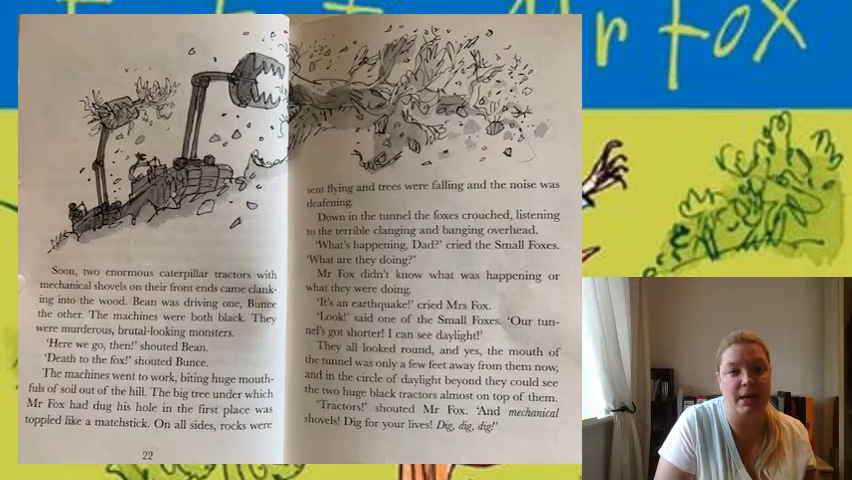 Mr Fox
Soon, two enormous caterpillar tractors with
mechanical shovels on their front ends came clank-
ing into the wood. Bean was driving one, Bunce
the other. The machines were both black. They
were murderous, brutal-looking monsters.
'Here we go, then!' shouted Bean.
'Death to the fox!' shouted Bunce.
The machines went to work, biting huge mouth-
fuls of soil out of the hill. The big tree under which
Mr Fox had dug his hole in the first place was
toppled like a matchstick. On all sides, rocks were
22
sent flying and trees were falling and the noise was
deafening.
Down in the tunnel the foxes crouched, listening
to the terrible clanging and banging overhead.
'What's happening, Dad?' cried the Small Foxes.
'What are they doing?'
Mr Fox didn't know what was happening or
what they were doing.
'It's an earthquake!' cried Mrs Fox.
'Look!' said one of the Small Foxes. 'Our tun-
nel's got shorter! I can see daylight!'
They all looked round, and yes, the mouth of
the tunnel was only a few feet away from them now,
and in the circle of daylight beyond they could see
the two huge black tractors almost on top of them.
'Tractors!' shouted Mr Fox. 'And mechanical
shovels! Dig for your lives! Dig, dig, dig!'